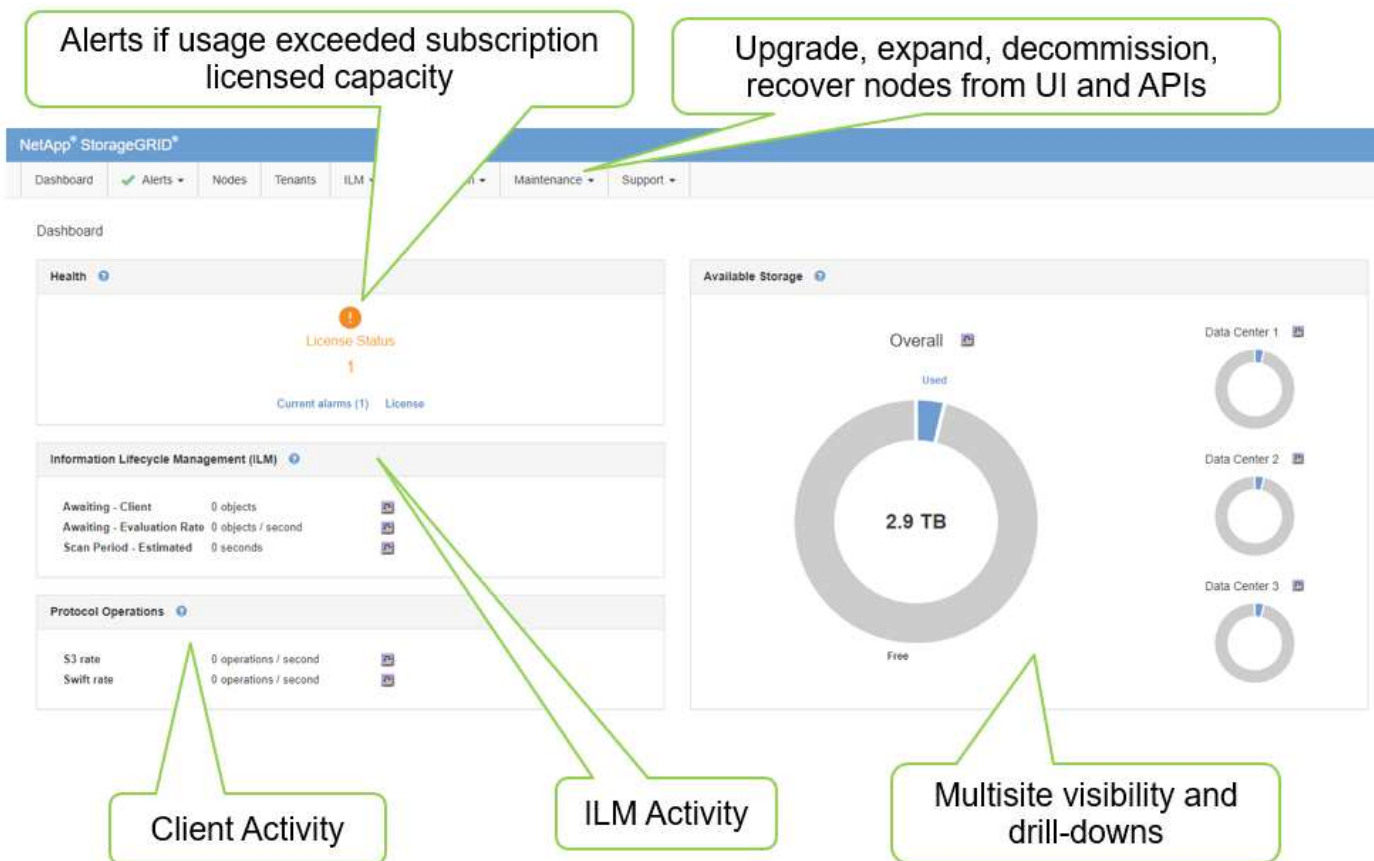 Alerts if usage exceeded subscription
licensed capacity
Upgrade, expand, decommission,
recover nodes from UI and APIs
NetApp® StorageGRID®
Dashboard
Alerts
Nodes
Tenants
ILM
Maintenance
Support
Dashboard
Health
License Status
1
Current alarms (1) License
Information Lifecycle Management (ILM)
Awaiting - Client 0 objects
Awaiting - Evaluation Rate 0 objects / second
Scan Period - Estimated 0 seconds
Protocol Operations
S3 rate 0 operations / second
Swift rate 0 operations / second
Available Storage
Overall
Used
2.9 TB
Free
Data Center 1
Data Center 2
Data Center 3
Client Activity
ILM Activity
Multisite visibility and
drill-downs